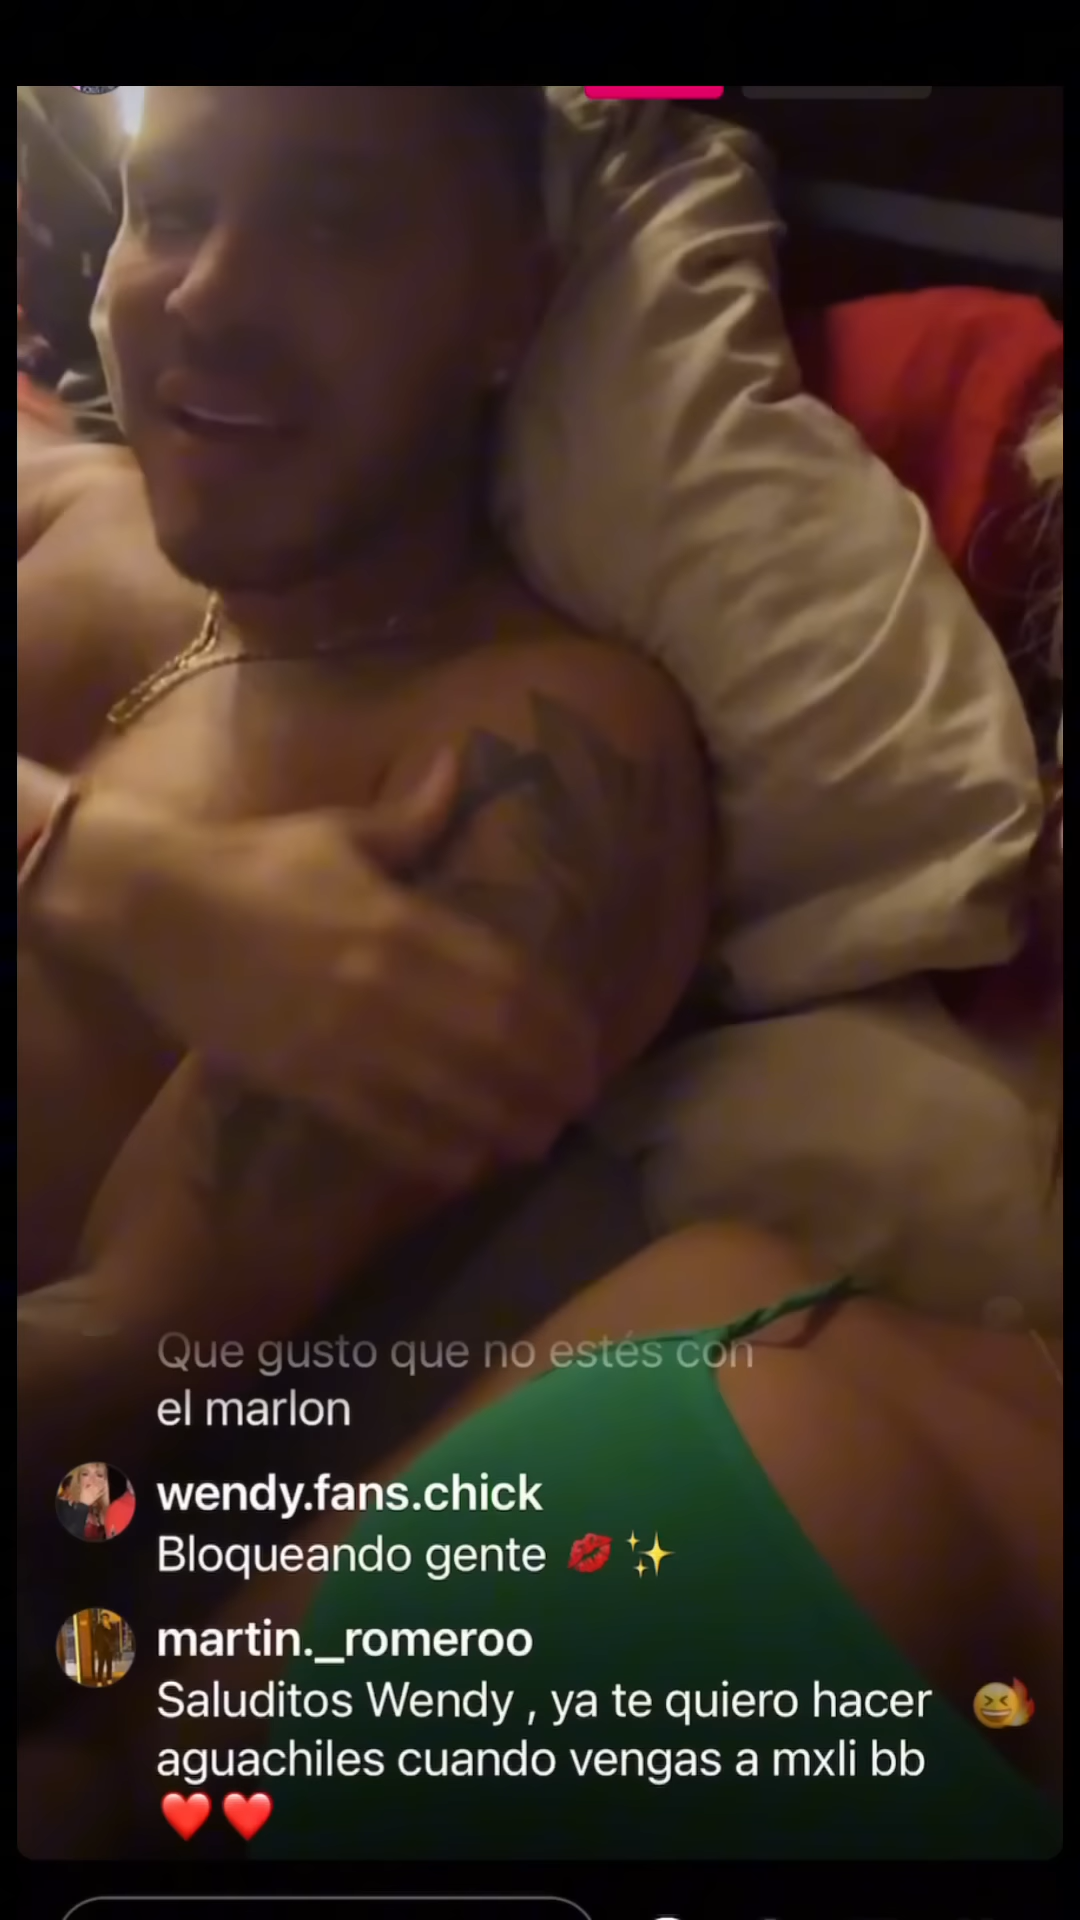 Que gusto que no estés con
el marlon
wendy.fans.chick
Bloqueando gente 💋✨
martin._romeroo
Saluditos Wendy , ya te quiero hacer
aguachiles cuando vengas a mxli bb
❤️❤️